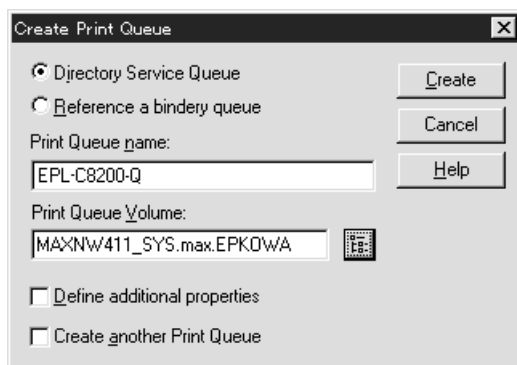 Create Print Queue
Directory Service Queue
Reference a bindery queue
Print Queue name:
EPL-C8200-Q
Print Queue Volume:
MAXNW411_SYS.max.EPKOWA
Define additional properties
Create another Print Queue
Create
Cancel
Help